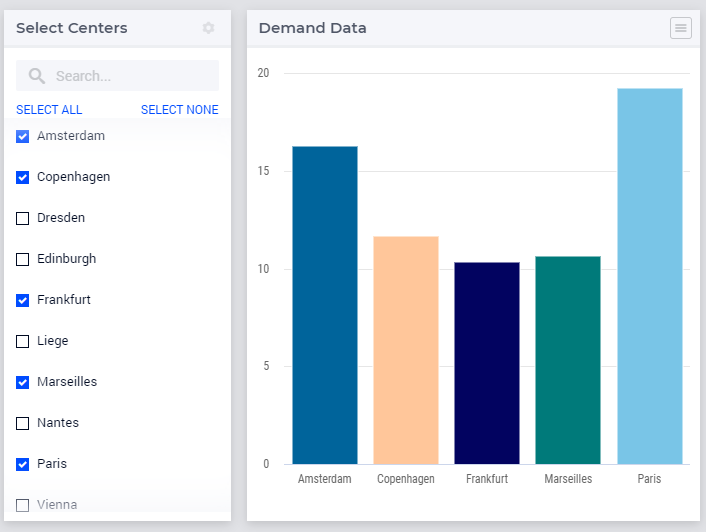 Select Centers
Search...
SELECT ALL SELECT NONE
Amsterdam
Copenhagen
Dresden
Edinburgh
Frankfurt
Liege
Marseilles
Nantes
Paris
Vienna
Demand Data
20
15
10
5
0
Amsterdam Copenhagen Frankfurt Marseilles Paris